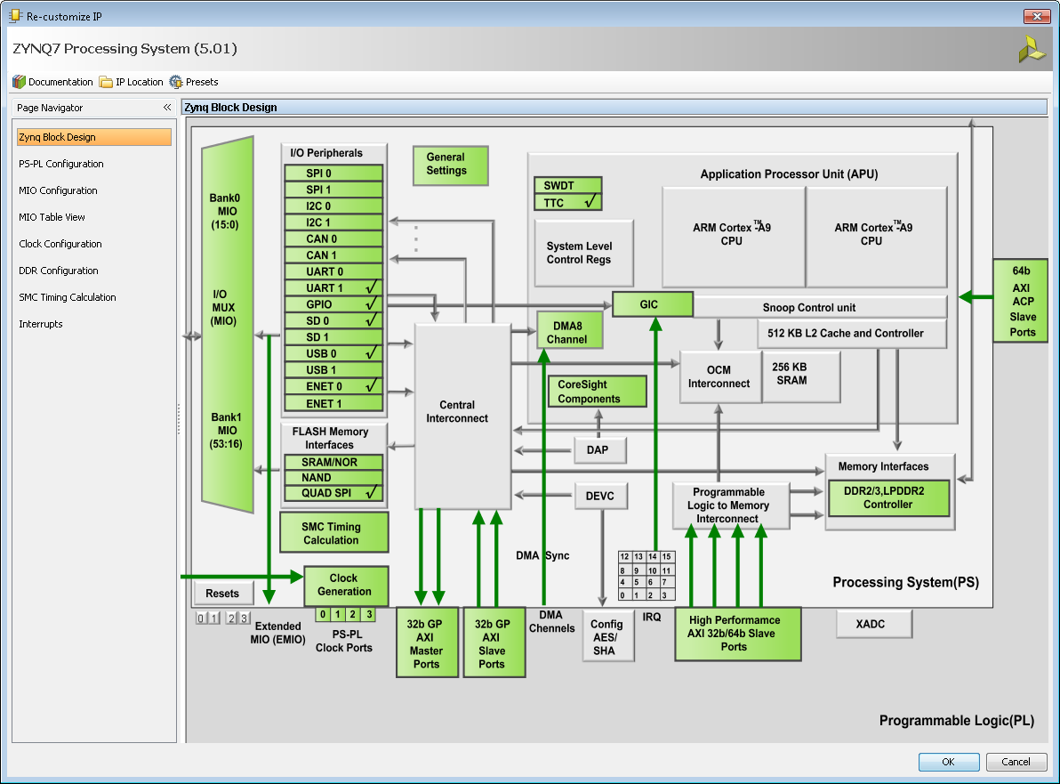 Re-customize IP
ZYNQ7 Processing System (5.01)
Documentation IP Location Presets
Page Navigator «
Zynq Block Design
PS-PL Configuration
MIO Configuration
MIO Table View
Clock Configuration
DDR Configuration
SMC Timing Calculation
Interrupts
Zynq Block Design
Bank0
MIO
(15:0)
I/O
MUX
(MIO)
Bank1
MIO
(53:16)
I/O Peripherals
SPI 0
SPI 1
I2C 0
I2C 1
CAN 0
CAN 1
UART 0
UART 1 ✓
GPIO ✓
SD 0 ✓
SD 1
USB 0 ✓
USB 1
ENET 0 ✓
ENET 1
FLASH Memory
Interfaces
SRAM/NOR
NAND
QUAD SPI ✓
SMC Timing
Calculation
General
Settings
Application Processor Unit (APU)
SWDT
TTC ✓
System Level
Control Regs
ARM Cortex™-A9
CPU
ARM Cortex™-A9
CPU
GIC
Snoop Control unit
DMA8
Channel
512 KB L2 Cache and Controller
OCM
Interconnect
256 KB
SRAM
CoreSight
Components
Central
Interconnect
DAP
DEVC
Programmable
Logic to Memory
Interconnect
Memory Interfaces
DDR2/3,LPDDR2
Controller
64b
AXI
ACP
Slave
Ports
DMA Sync
12 13 14 15
8 9 10 11
4 5 6 7
0 1 2 3
IRQ
Processing System(PS)
Resets
0 1 2 3
Clock
Generation
0 1 2 3
Extended
MIO (EMIO)
PS-PL
Clock Ports
32b GP
AXI
Master
Ports
32b GP
AXI
Slave
Ports
DMA
Channels
Config
AES/
SHA
High Performamce
AXI 32b/64b Slave
Ports
XADC
Programmable Logic(PL)
OK
Cancel